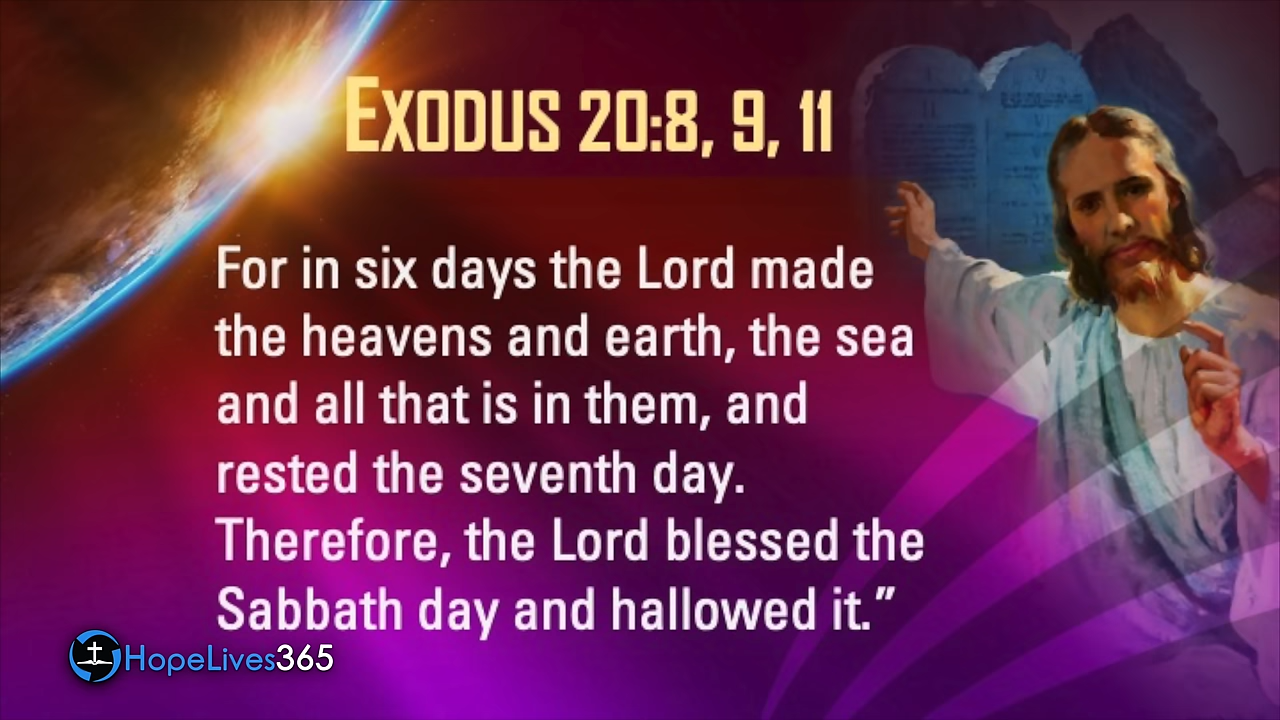 EXODUS 20:8, 9, 11
For in six days the Lord made
the heavens and earth, the sea
and all that is in them, and
rested the seventh day.
Therefore, the Lord blessed the
Sabbath day and hallowed it.”
HopeLives365